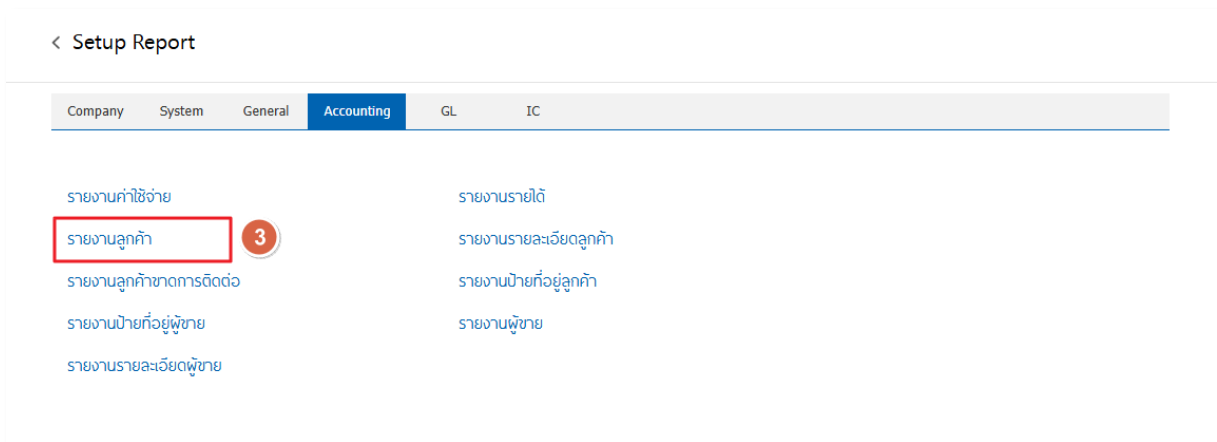 < Setup Report
Company System General Accounting GL IC
รายงานค่าใช้จ่าย รายงานรายได้
รายงานลูกค้า 3 รายงานรายละเอียดลูกค้า
รายงานลูกค้าขาดการติดต่อ รายงานป้ายที่อยู่ลูกค้า
รายงานป้ายที่อยู่ผู้ขาย รายงานผู้ขาย
รายงานรายละเอียดผู้ขาย